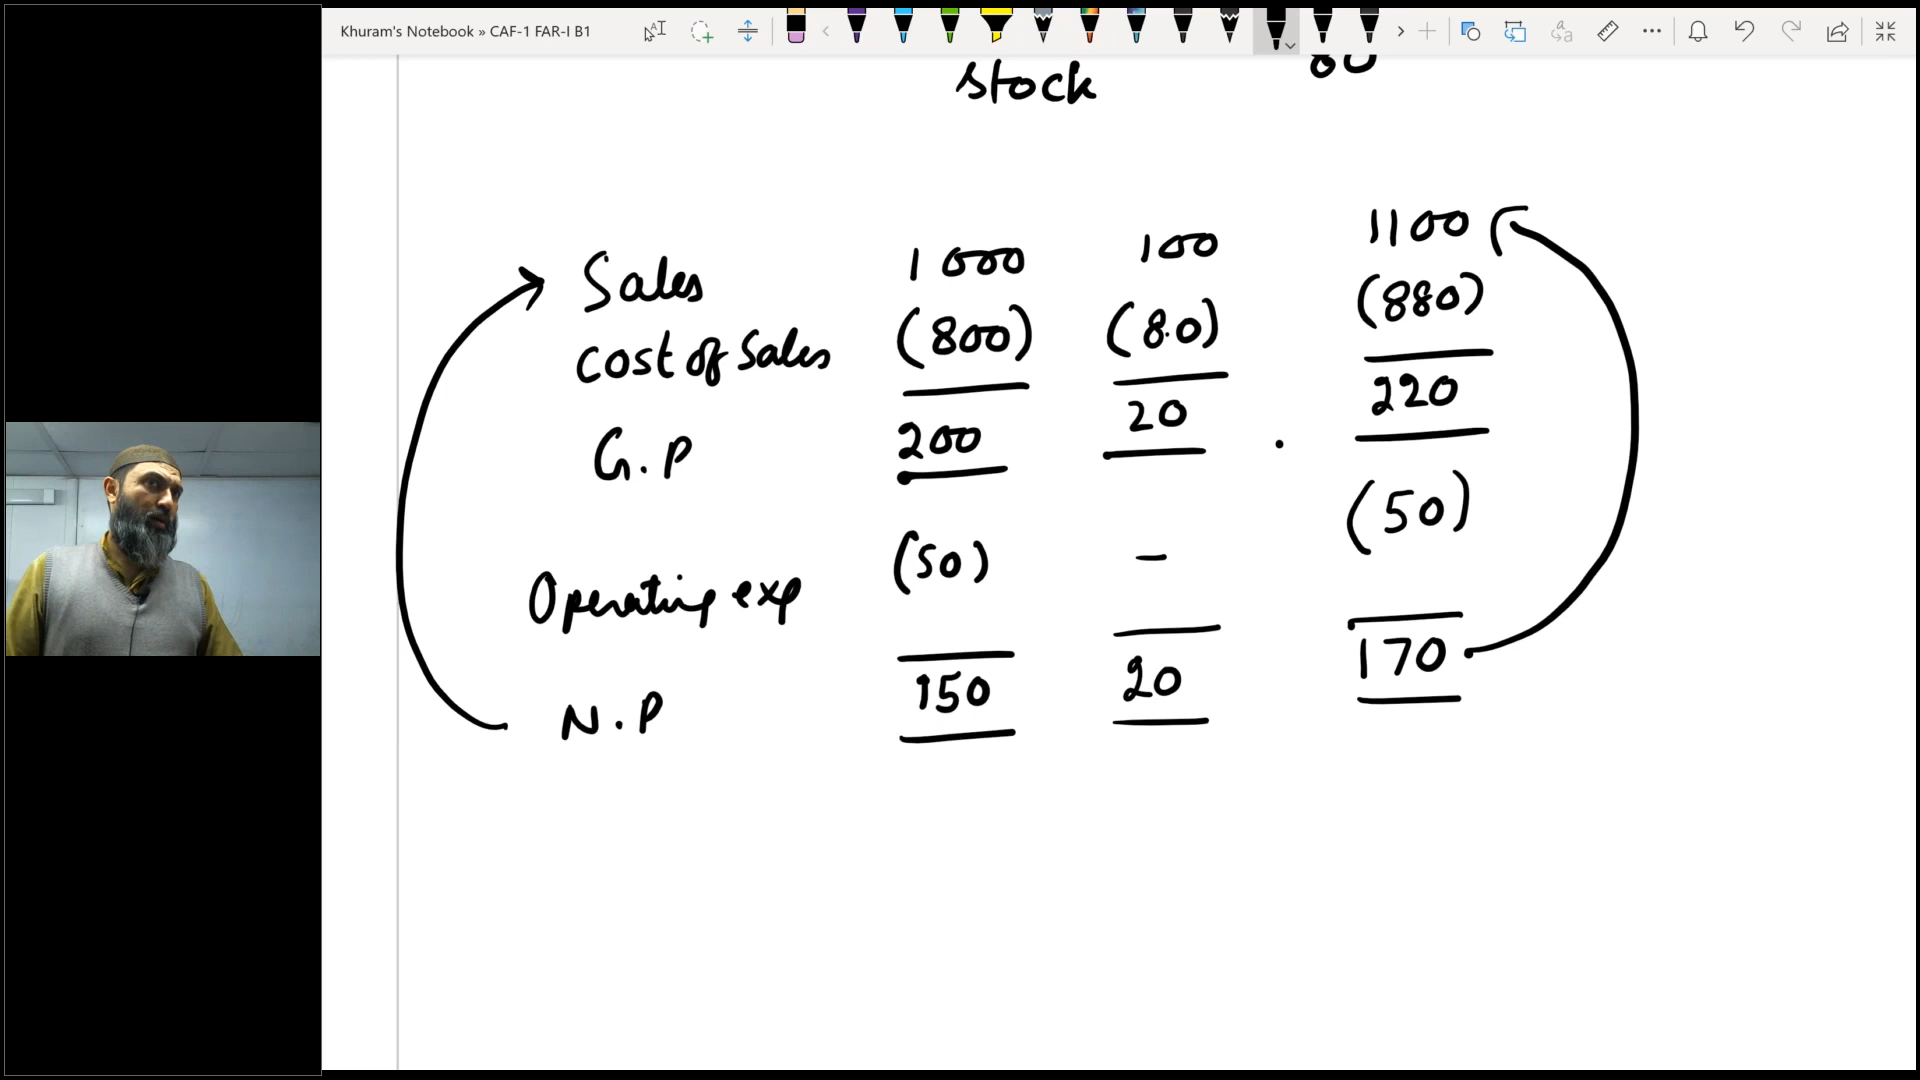 Khuram's Notebook » CAF-1 FAR-I B1
stock 80
Sales 1000 100 1100
cost of Sales (800) (80) (880)
G.P 200 20 220
Operating exp (50) - (50)
N.P 150 20 170